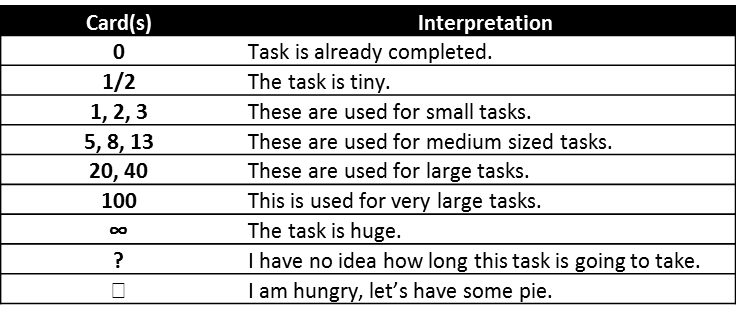 Card(s) Interpretation
0 Task is already completed.
1/2 The task is tiny.
1, 2, 3 These are used for small tasks.
5, 8, 13 These are used for medium sized tasks.
20, 40 These are used for large tasks.
100 This is used for very large tasks.
∞ The task is huge.
? I have no idea how long this task is going to take.
□ I am hungry, let’s have some pie.